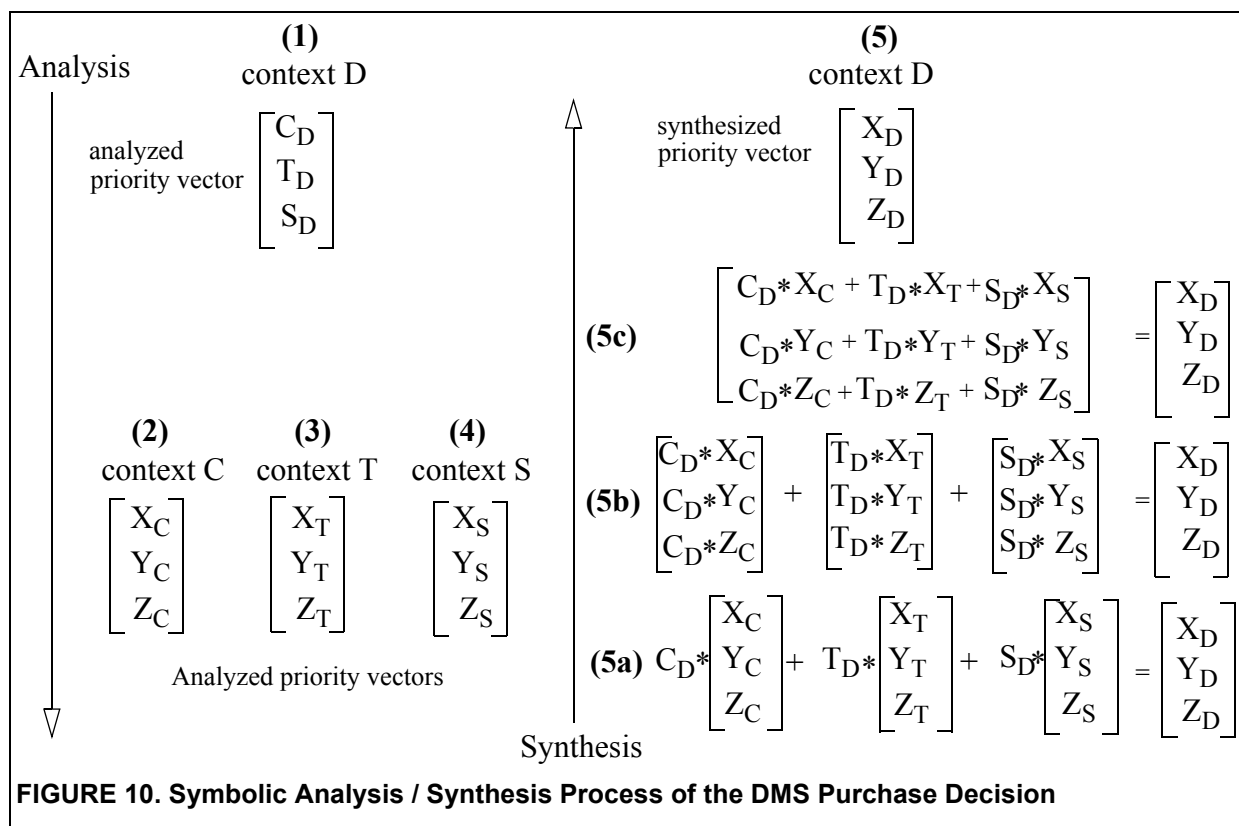 Analysis
(1)
context D
analyzed
priority vector
C_D
T_D
S_D
(2)
context C
X_C
Y_C
Z_C
(3)
context T
X_T
Y_T
Z_T
(4)
context S
X_S
Y_S
Z_S
Analyzed priority vectors
(5)
context D
synthesized
priority vector
X_D
Y_D
Z_D
(5c)
C_D*X_C + T_D*X_T + S_D*X_S
C_D*Y_C + T_D*Y_T + S_D*Y_S
C_D*Z_C + T_D*Z_T + S_D* Z_S
=
X_D
Y_D
Z_D
(5b)
C_D*X_C
C_D*Y_C
C_D*Z_C
+
T_D*X_T
T_D*Y_T
T_D*Z_T
+
S_D*X_S
S_D*Y_S
S_D* Z_S
=
X_D
Y_D
Z_D
(5a)
C_D*
X_C
Y_C
Z_C
+
T_D*
X_T
Y_T
Z_T
+
S_D*
X_S
Y_S
Z_S
=
X_D
Y_D
Z_D
Synthesis
FIGURE 10. Symbolic Analysis / Synthesis Process of the DMS Purchase Decision